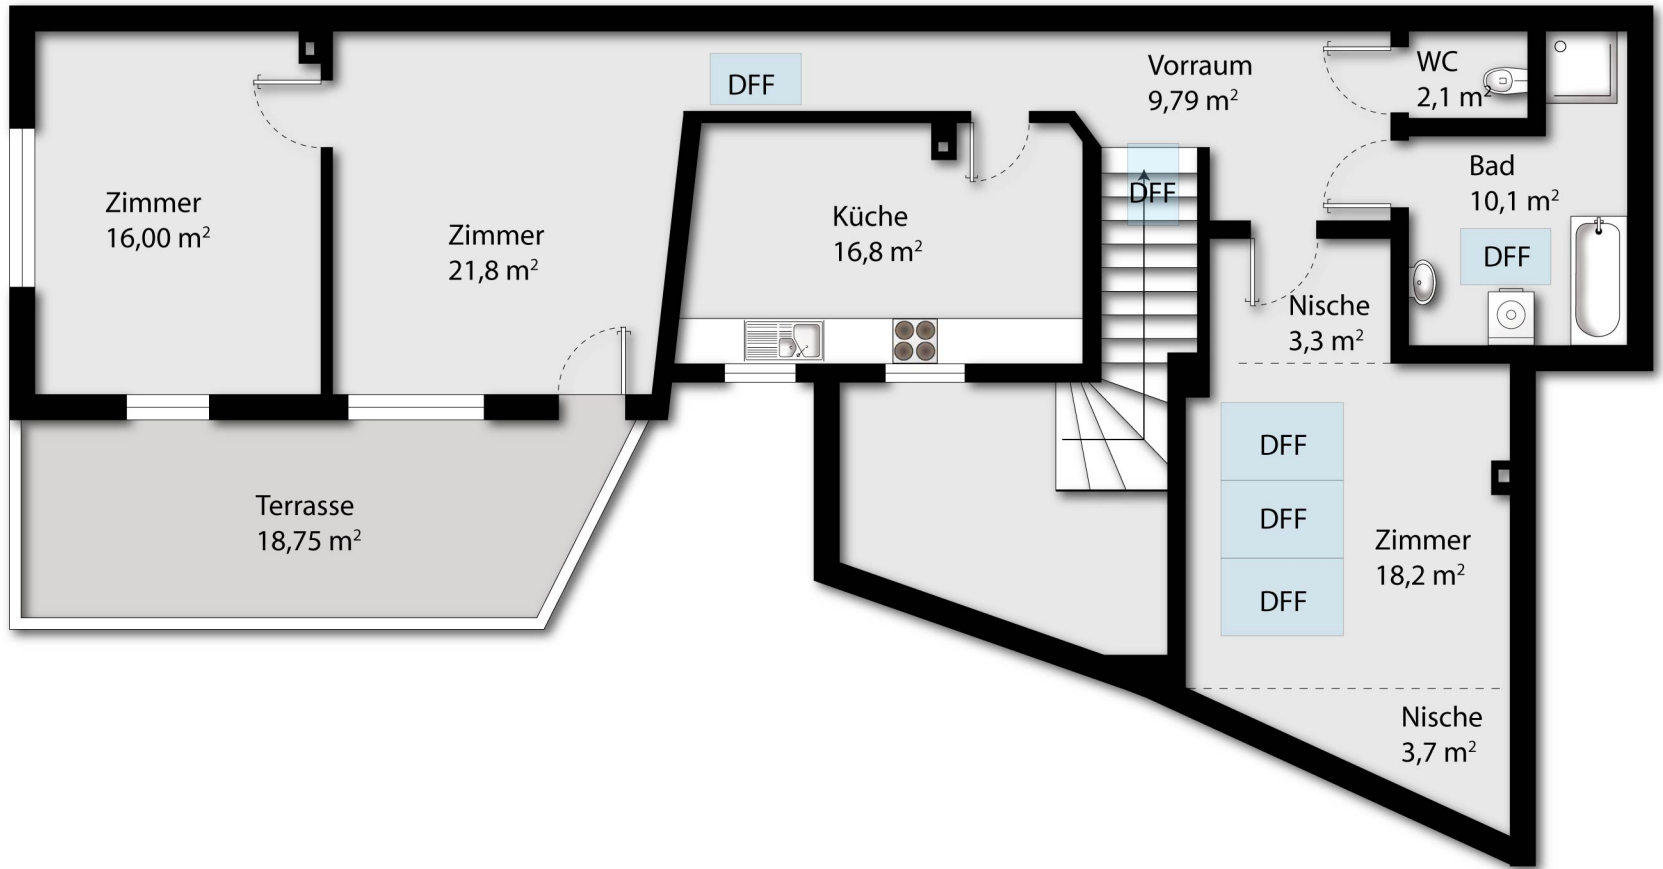 DFF
Vorraum
9,79 m²
WC
2,1 m²
Zimmer
16,00 m²
Zimmer
21,8 m²
Küche
16,8 m²
DFF
Bad
10,1 m²
DFF
Nische
3,3 m²
DFF
DFF
DFF
Zimmer
18,2 m²
Terrasse
18,75 m²
Nische
3,7 m²